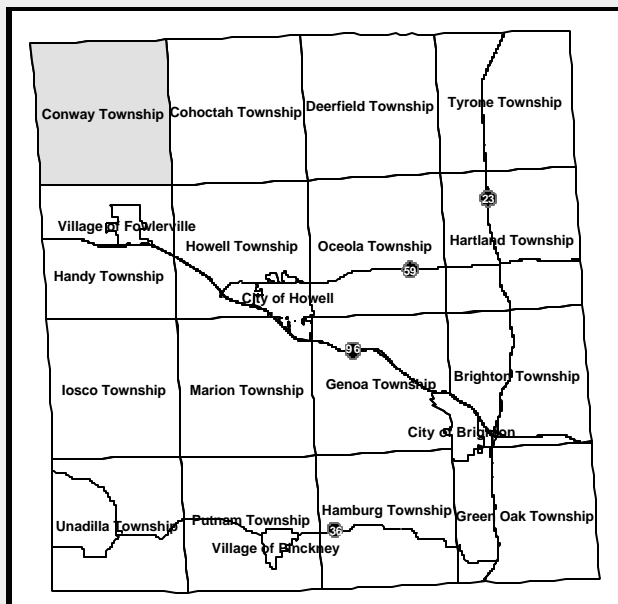 Conway Township
Cohoctah Township
Deerfield Township
Tyrone Township
23
Village of Fowlerville
Howell Township
Oceola Township
Hartland Township
59
Handy Township
City of Howell
96
Iosco Township
Marion Township
Genoa Township
Brighton Township
City of Brighton
Unadilla Township
Putnam Township
Hamburg Township
Green Oak Township
36
Village of Pinckney